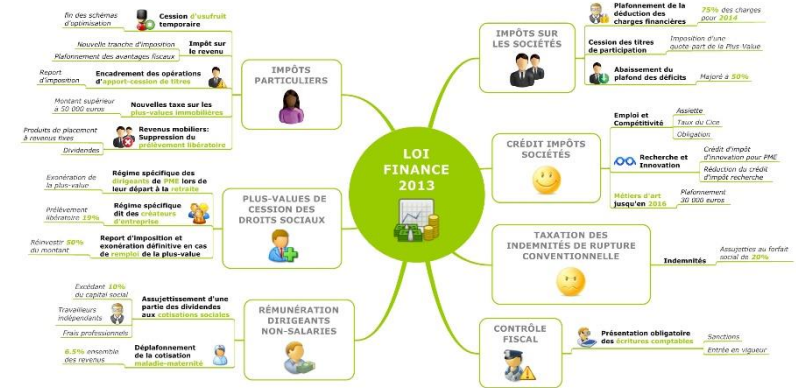 LOI
FINANCE
2013
IMPÔTS
PARTICULIERS
fin des schémas
d'optimisation
Cession d'usufruit
temporaire
Nouvelle tranche d'imposition
Plafonnement des avantages fiscaux
Impôt sur
le revenu
Report
d'imposition
Encadrement des opérations
d'apport-cession de titres
Montant supérieur
à 50 000 euros
Nouvelles taxe sur les
plus-values immobilières
Produits de placement
à revenus fixes
Dividendes
Revenus mobiliers:
Suppression du
prélèvement libératoire
PLUS-VALUES DE
CESSION DES
DROITS SOCIAUX
Exonération de
la plus-value
Régime spécifique des
dirigeants de PME lors de
leur départ à la retraite
Prélèvement
libératoire 19%
Régime spécifique
dit des créateurs
d'entreprise
Réinvestir 50%
du montant
Report d'imposition et
exonération définitive en cas
de remploi de la plus-value
RÉMUNÉRATION
DIRIGEANTS
NON-SALARIES
Excédant 10%
du capital social
Travailleurs
indépendants
Frais professionnels
Assujettissement d'une
partie des dividendes
aux cotisations sociales
6.5% ensemble
des revenus
Déplafonnement
de la cotisation
maladie-maternité
IMPÔTS SUR
LES SOCIÉTÉS
Plafonnement de la
déduction des
charges financières
75% des charges
pour 2014
Cession des titres
de participation
Imposition d'une
quote part de la Plus-Value
Abaissement du
plafond des déficits
Majoré à 50%
CRÉDIT IMPÔTS
SOCIÉTÉS
Emploi et
Compétitivité
Assiette
Taux du Cice
Obligation
Recherche et
Innovation
Crédit d'impôt
d'innovation pour PME
Réduction du crédit
d'impôt recherche
Métiers d'art
jusqu'en 2016
Plafonnement
30 000 euros
TAXATION DES
INDEMNITÉS DE RUPTURE
CONVENTIONNELLE
Indemnités
Assujetties au forfait
social de 20%
CONTRÔLE
FISCAL
Présentation obligatoire
des écritures comptables
Sanctions
Entrée en vigueur